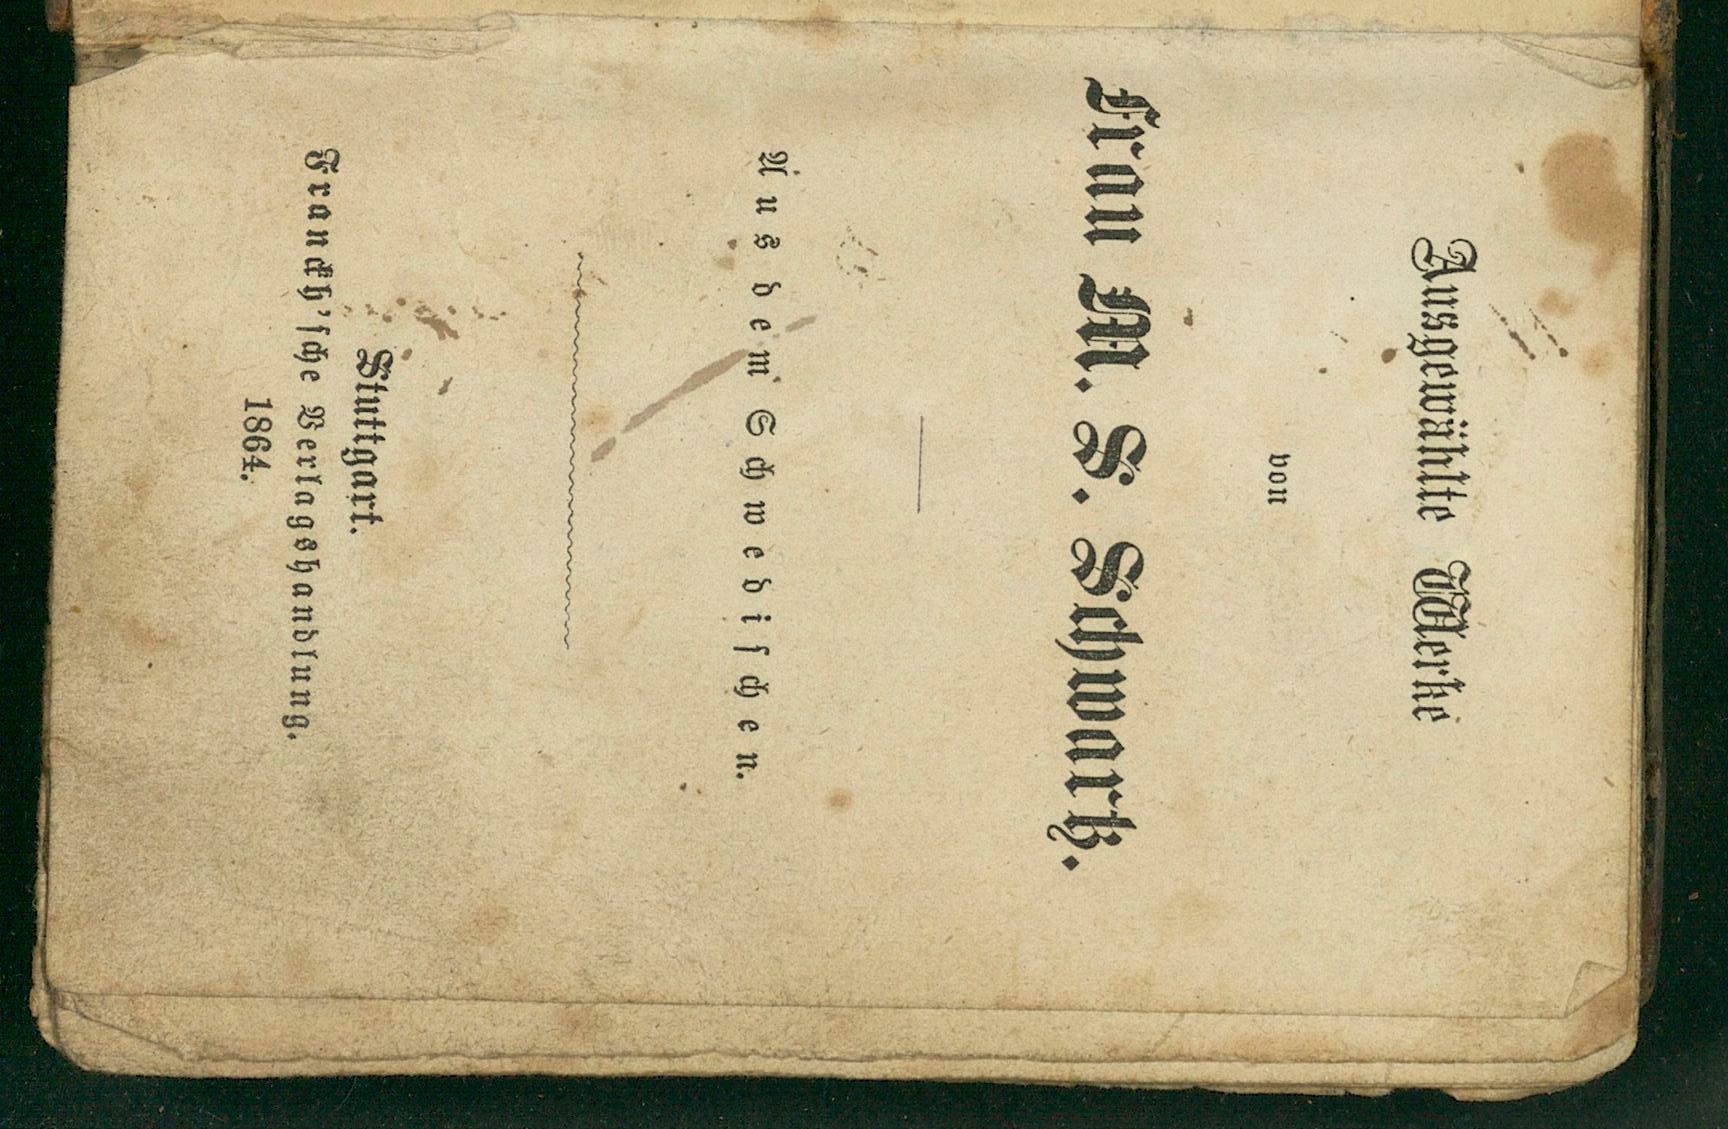 Ausgewählte Werke
von
Frau M. S. Schwartz.
Aus dem Schwedischen.
Stuttgart.
Franckh'sche Verlagshandlung.
1864.